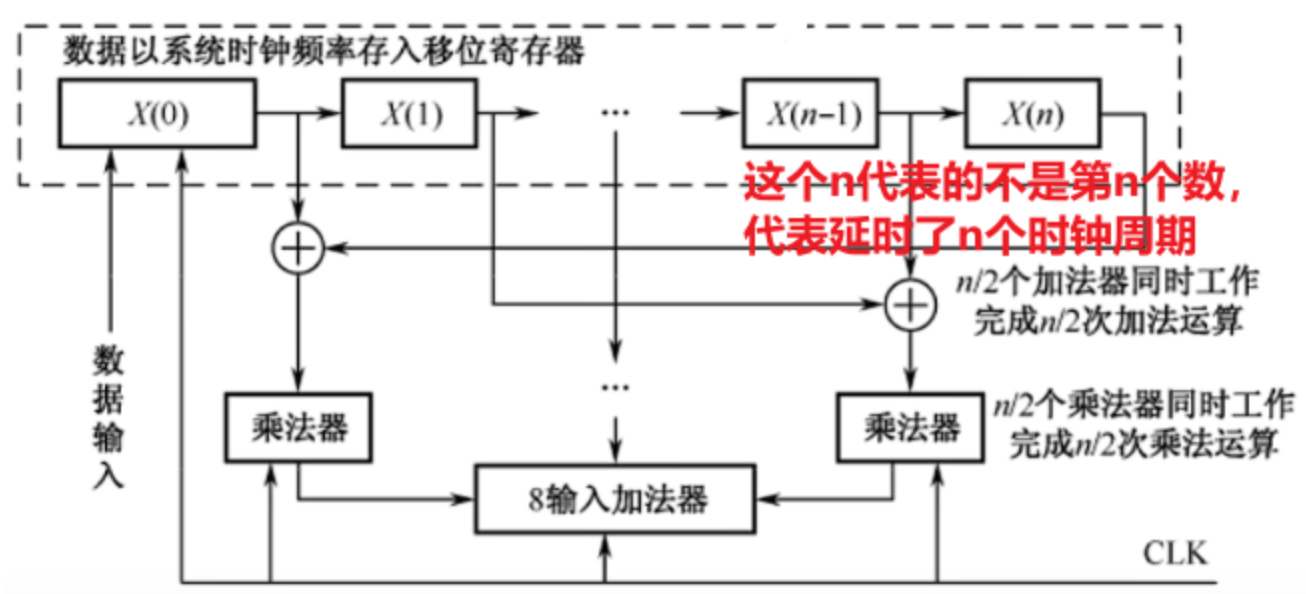 数据以系统时钟频率存入移位寄存器
X(0)
X(1)
...
X(n-1)
X(n)
这个n代表的不是第n个数,
代表延时了n个时钟周期
n/2个加法器同时工作
完成n/2次加法运算
数据输入
...
乘法器
乘法器
n/2个乘法器同时工作
完成n/2次乘法运算
8输入加法器
CLK